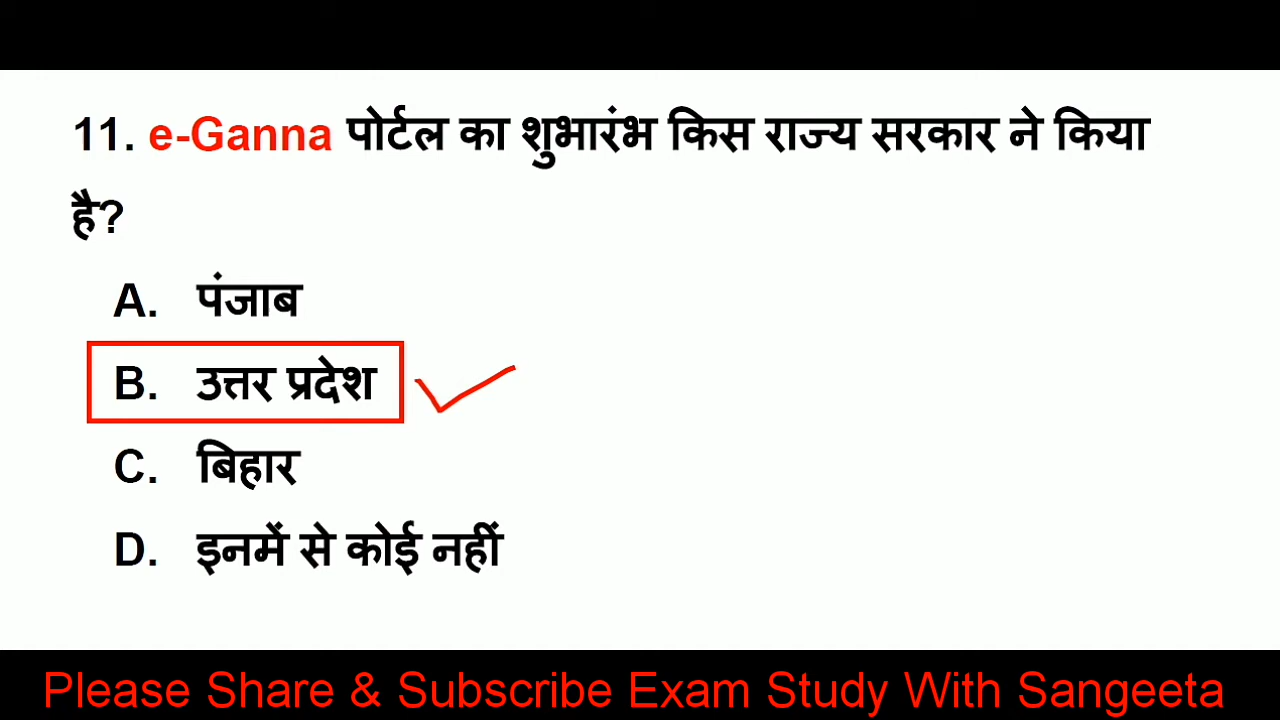 11. e-Ganna पोर्टल का शुभारंभ किस राज्य सरकार ने किया
है?
A. पंजाब
B. उत्तर प्रदेश
C. बिहार
D. इनमें से कोई नहीं
Please Share & Subscribe Exam Study With Sangeeta